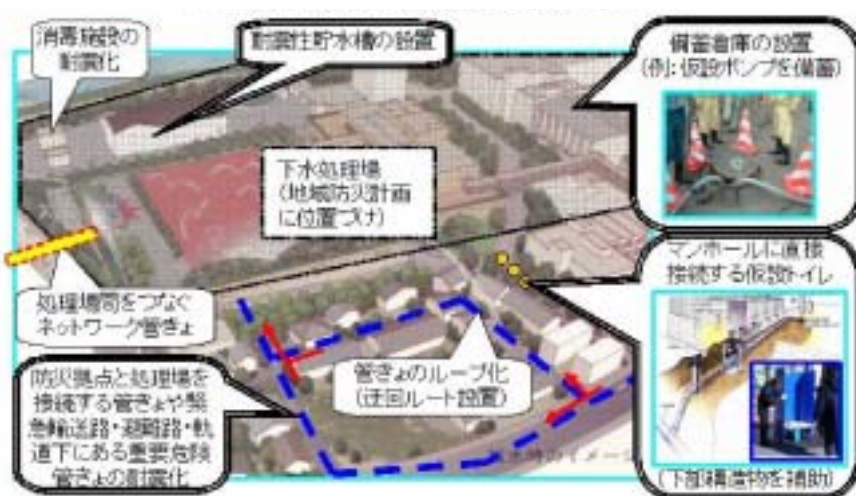 消毒施設の
耐震化
耐震性貯水槽の設置
備蓄倉庫の設置
(例:仮設ポンプを備蓄)
下水処理場
(地域防災計画
に位置づけ)
マンホールに直接
接続する仮設トイレ
処理場間をつなぐ
ネットワーク管きょ
管きょのループ化
(迂回ルート設置)
防災拠点と処理場を
接続する管きょや緊
急輸送路・避難路・軌
道下にある重要危険
管きょの耐震化
のイメージ
(下部構造物を補助)